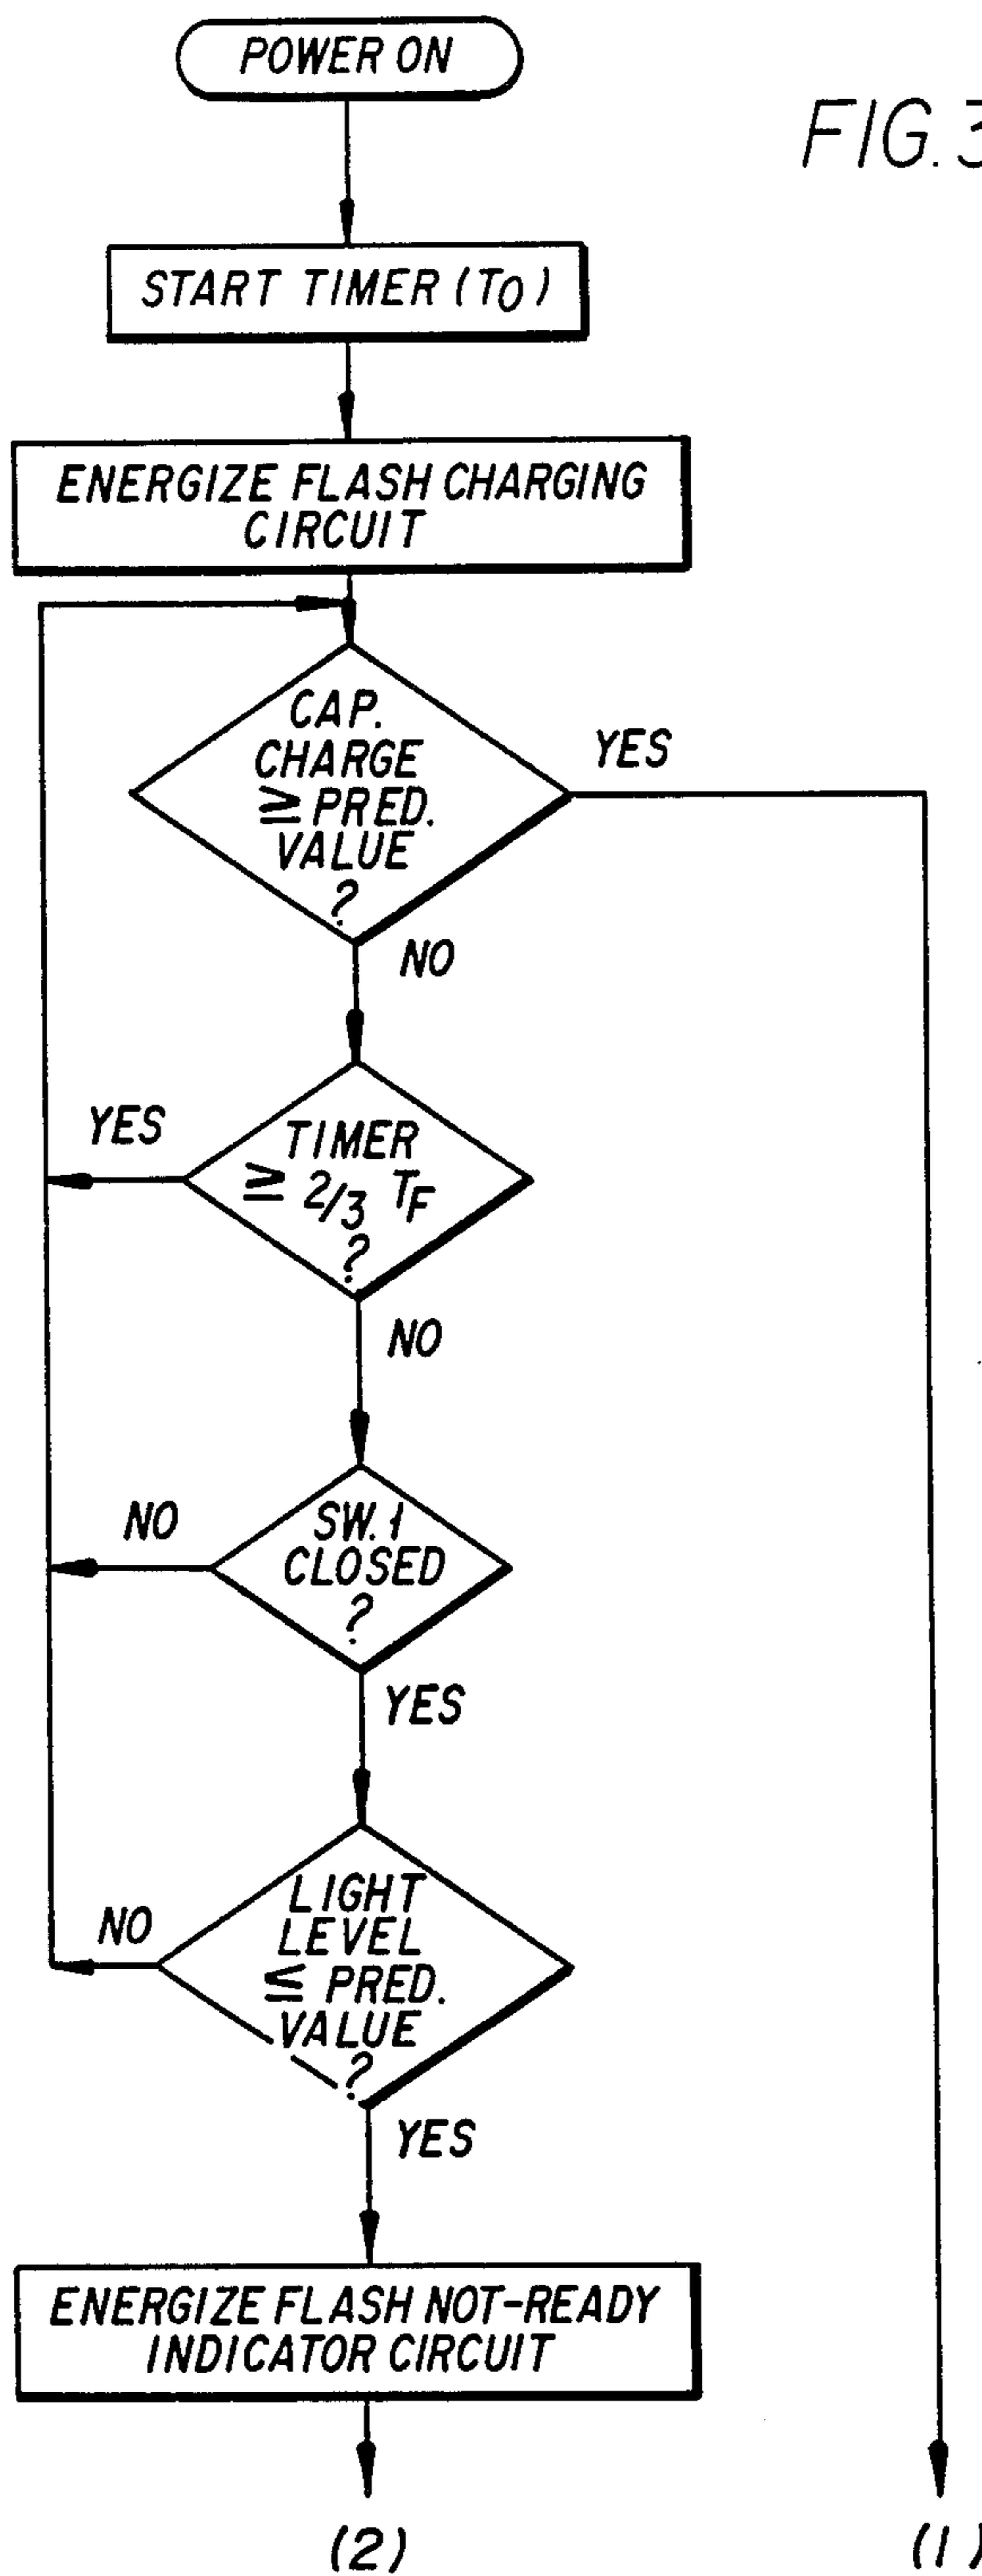 POWER ON
FIG. 3
START TIMER (TO)
ENERGIZE FLASH CHARGING
CIRCUIT
CAP.
CHARGE
≥ PRED.
VALUE
?
YES
NO
TIMER
≥ 2/3 TF
?
YES
NO
SW. 1
CLOSED
?
NO
YES
LIGHT
LEVEL
≤ PRED.
VALUE
?
NO
YES
ENERGIZE FLASH NOT-READY
INDICATOR CIRCUIT
(2)
(1)